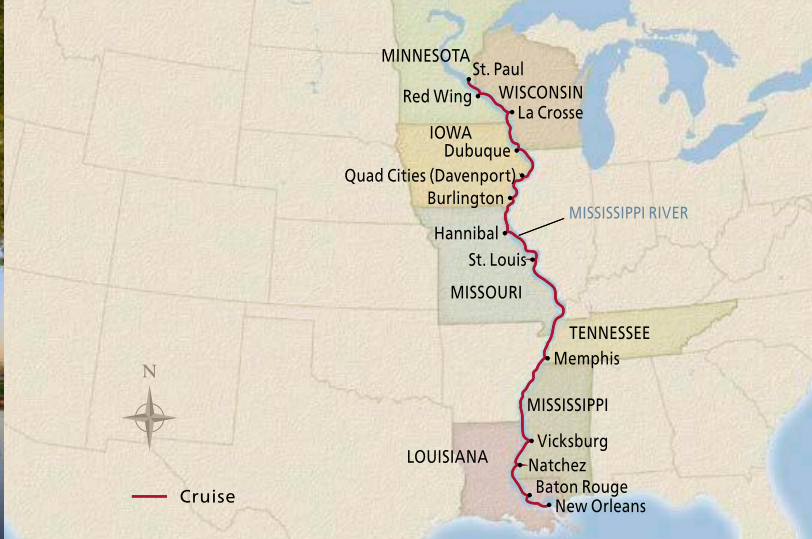 MINNESOTA
St. Paul
Red Wing
WISCONSIN
La Crosse
IOWA
Dubuque
Quad Cities (Davenport)
Burlington
MISSISSIPPI RIVER
Hannibal
St. Louis
MISSOURI
TENNESSEE
Memphis
N
MISSISSIPPI
Vicksburg
LOUISIANA
Natchez
Baton Rouge
Cruise
New Orleans